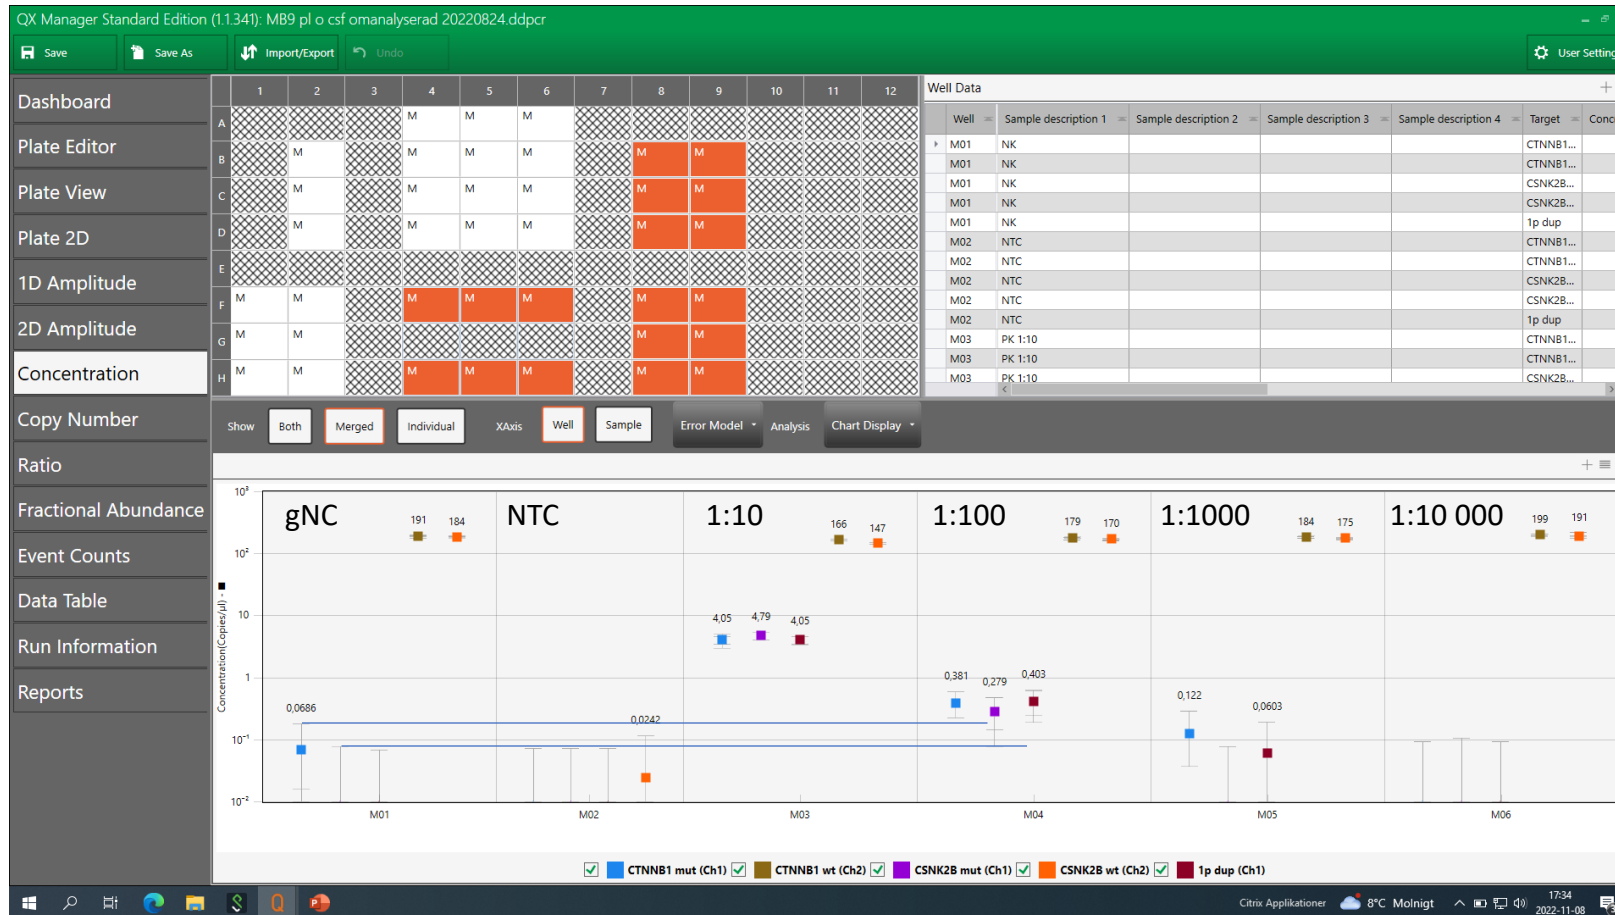 QX Manager Standard Edition (1.1.341): MB9 pl o csf omanalyserad 20220824.ddpcr
Save Save As Import/Export Undo User Setting
Dashboard
Plate Editor
Plate View
Plate 2D
1D Amplitude
2D Amplitude
Concentration
Copy Number
Ratio
Fractional Abundance
Event Counts
Data Table
Run Information
Reports
1 2 3 4 5 6 7 8 9 10 11 12
A M M M
B M M M M M M
C M M M M M M
D M M M M M M
E
F M M M M M M M
G M M M M
H M M M M M M M
Well Data
Well Sample description 1 Sample description 2 Sample description 3 Sample description 4 Target Conc
M01 NK CTNNB1...
M01 NK CTNNB1...
M01 NK CSNK2B...
M01 NK CSNK2B...
M01 NK 1p dup
M02 NTC CTNNB1...
M02 NTC CTNNB1...
M02 NTC CSNK2B...
M02 NTC CSNK2B...
M02 NTC 1p dup
M03 PK 1:10 CTNNB1...
M03 PK 1:10 CTNNB1...
M03 PK 1:10 CSNK2B...
Show Both Merged Individual XAxis Well Sample Error Model Analysis Chart Display
gNC NTC 1:10 1:100 1:1000 1:10 000
191 184 166 147 179 170 184 175 199 191
4,05 4,79 4,05
0,381 0,279 0,403
0,0686 0,0242 0,122 0,0603
10³
10²
10
1
10⁻¹
10⁻²
Concentration(Copies/µl) - ■
M01 M02 M03 M04 M05 M06
CTNNB1 mut (Ch1) CTNNB1 wt (Ch2) CSNK2B mut (Ch1) CSNK2B wt (Ch2) 1p dup (Ch1)
Citrix Applikationer 8°C Molnigt 17:34
2022-11-08